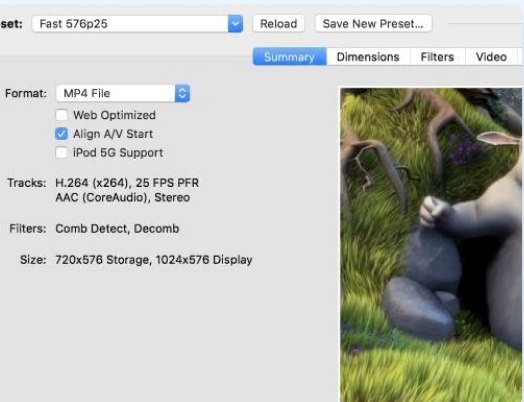 set: Fast 576p25 Reload Save New Preset...
Summary Dimensions Filters Video
Format: MP4 File
Web Optimized
Align A/V Start
iPod 5G Support
Tracks: H.264 (x264), 25 FPS PFR
AAC (CoreAudio), Stereo
Filters: Comb Detect, Decomb
Size: 720x576 Storage, 1024x576 Display